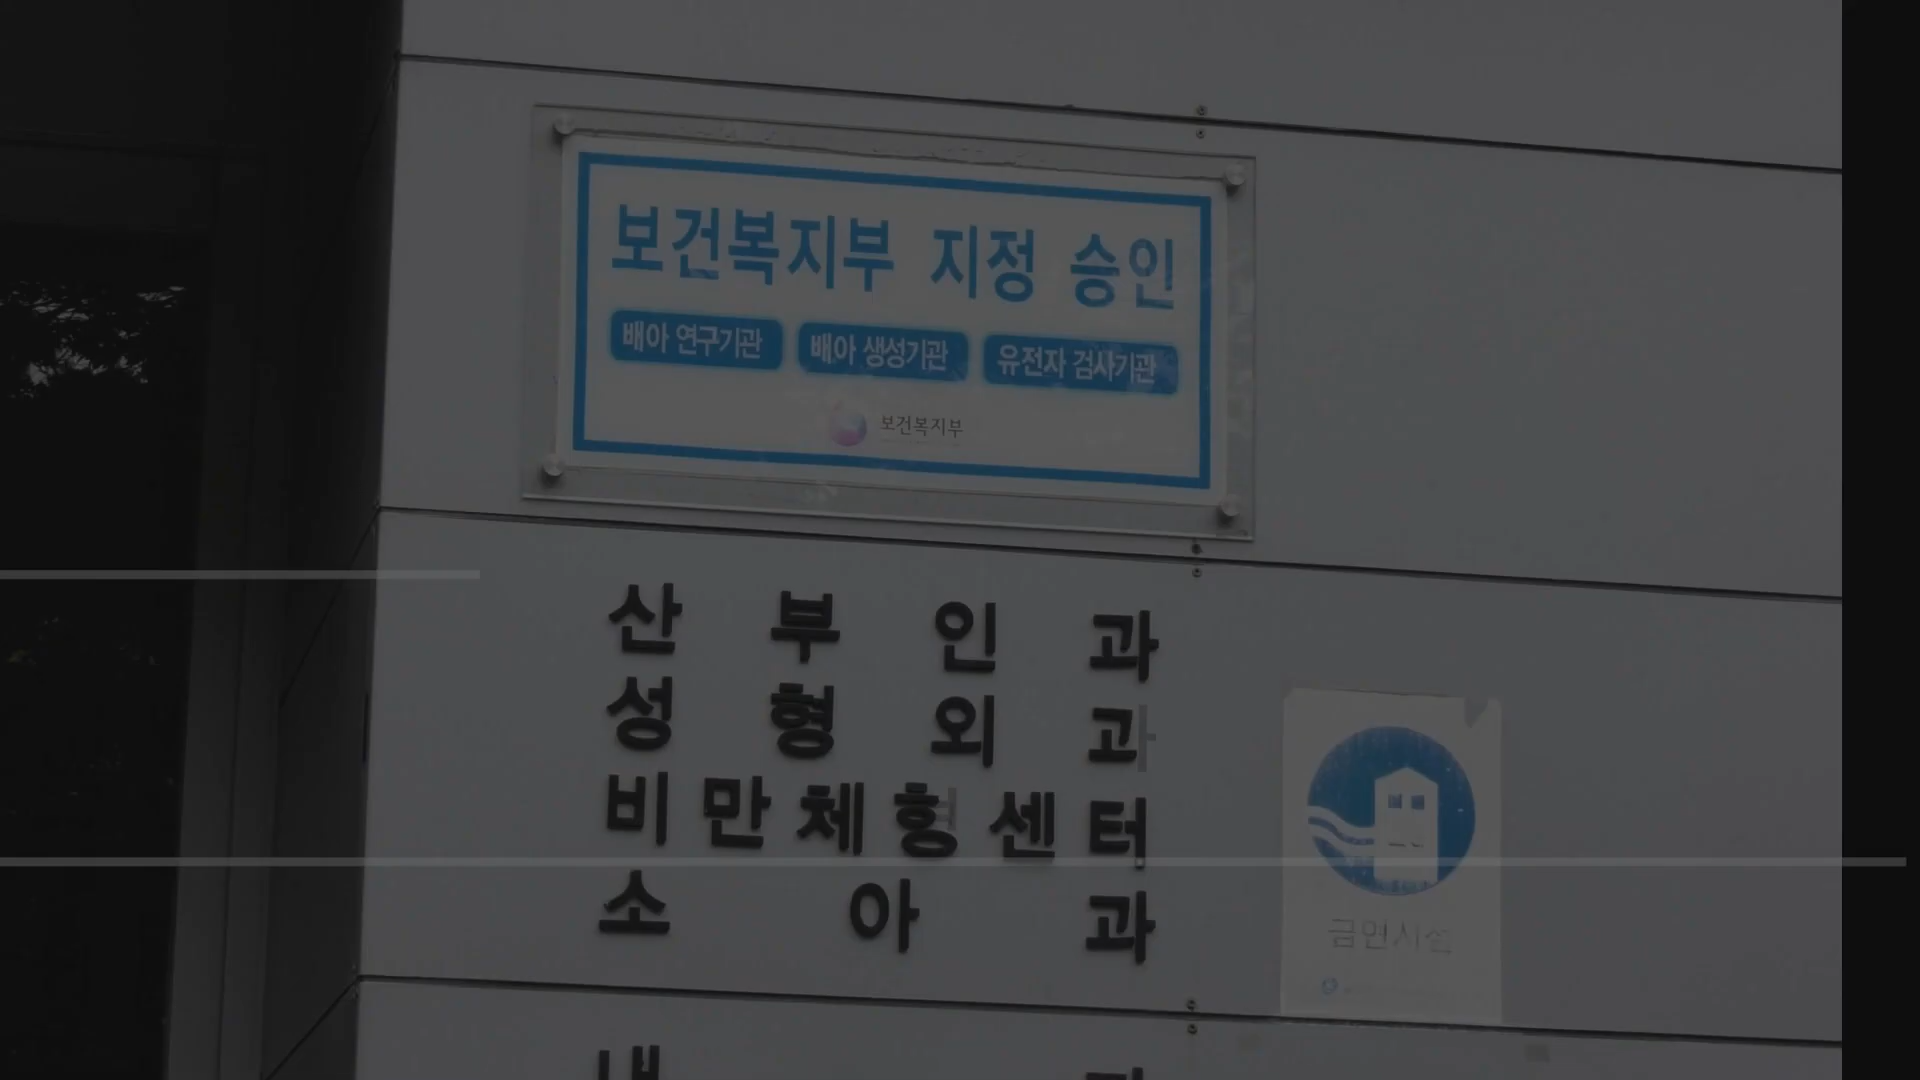 보건복지부 지정 승인
배아 연구기관 배아 생성기관 유전자 검사기관
보건복지부
산부인과
성형외과
비만체형센터
소아과
금연시설